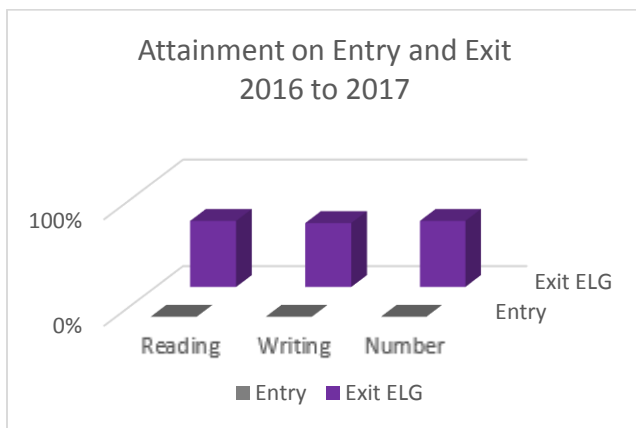 Attainment on Entry and Exit
2016 to 2017
100%
0%
Exit ELG
Entry
Reading Writing Number
Entry Exit ELG